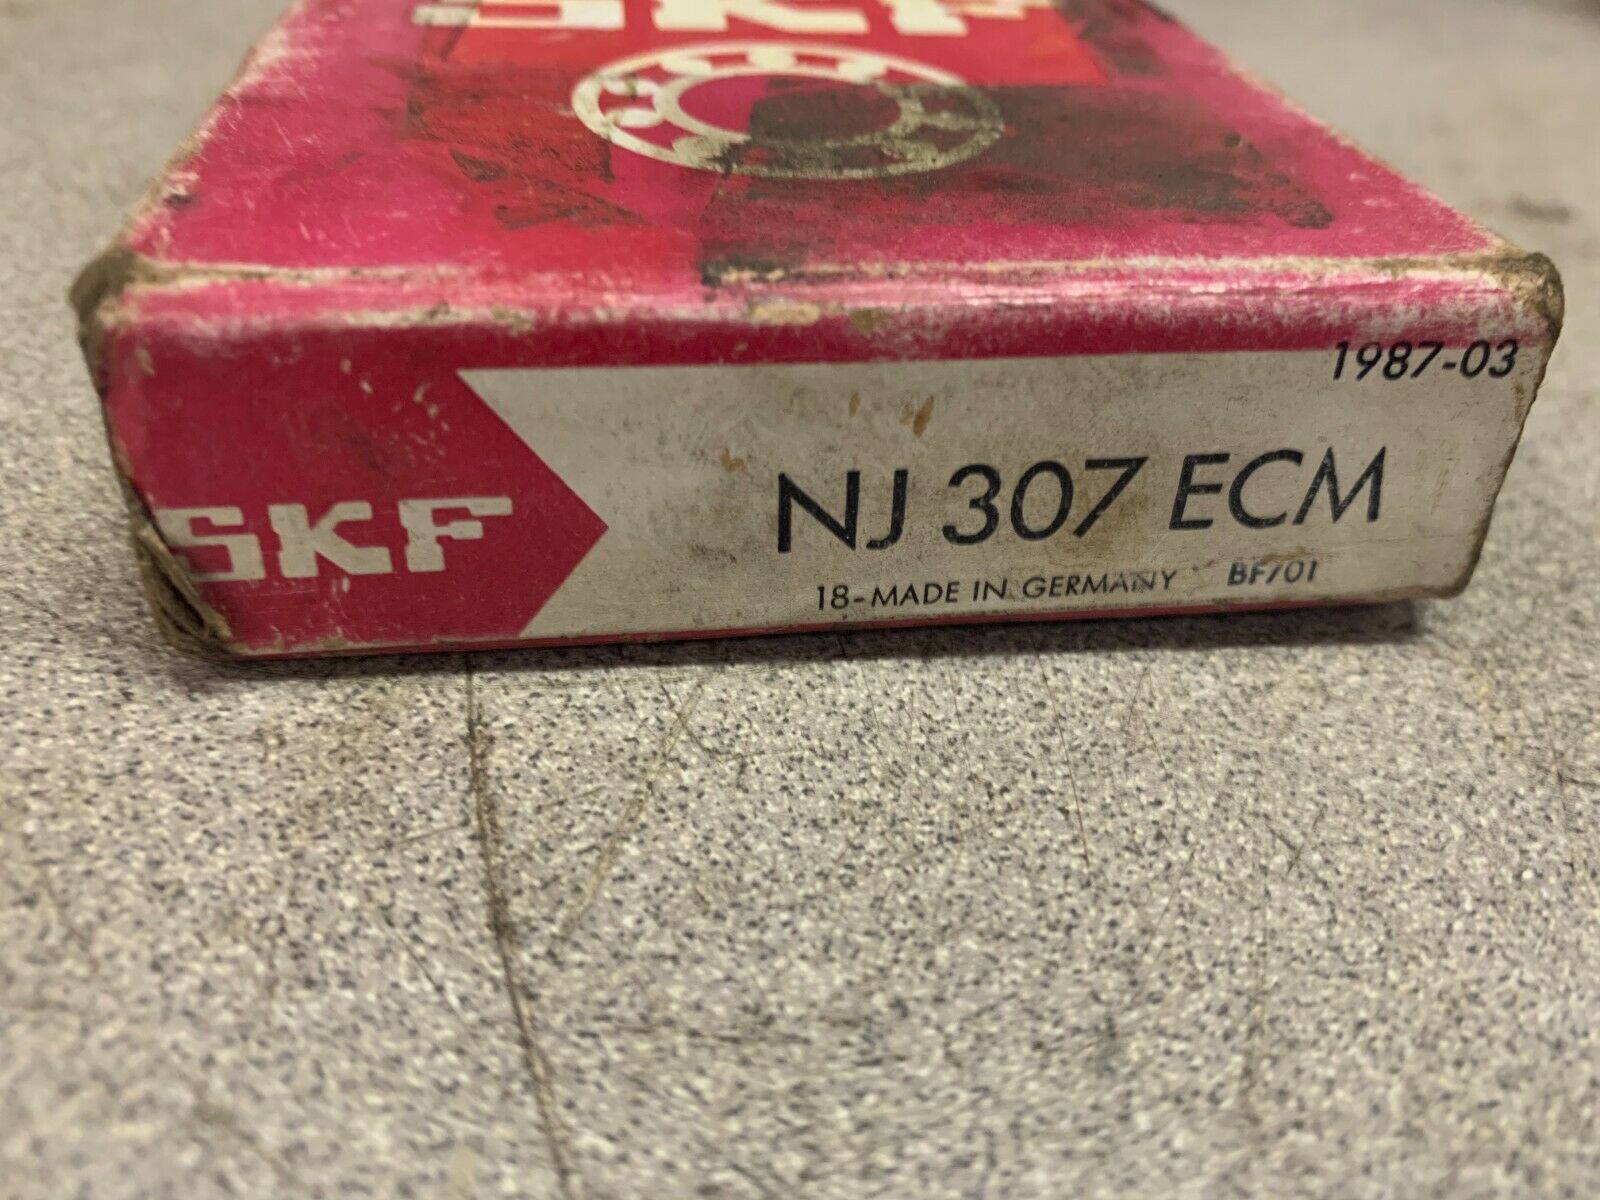 SKF
1987-03
NJ 307 ECM
SKF
18-MADE IN GERMANY BF701